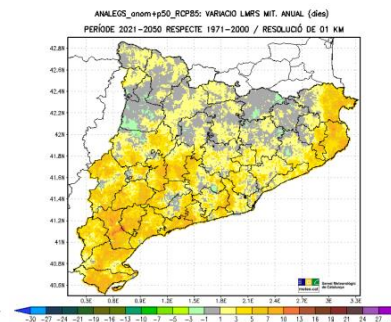 ANALEGS_anom+p50_RCP85: VARIACIO LMRS MIT. ANUAL (dies)
PERÍODE 2021-2050 RESPECTE 1971-2000 / RESOLUCIÓ DE 01 KM
42.8N
42.6N
42.4N
42.2N
42N
41.8N
41.6N
41.4N
41.2N
41N
40.8N
40.6N
Servei Meteorològic
de Catalunya
meteo.cat
0.3E 0.6E 0.9E 1.2E 1.5E 1.8E 2.1E 2.4E 2.7E 3E 3.3E
-30 -27 -24 -21 -19 -16 -13 -10 -7 -5 -3 -1 1 3 5 7 10 13 16 19 21 24 27